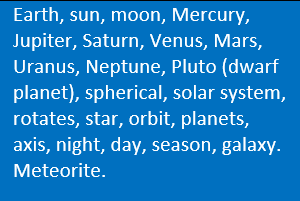 Earth, sun, moon, Mercury,
Jupiter, Saturn, Venus, Mars,
Uranus, Neptune, Pluto (dwarf
planet), spherical, solar system,
rotates, star, orbit, planets,
axis, night, day, season, galaxy.
Meteorite.